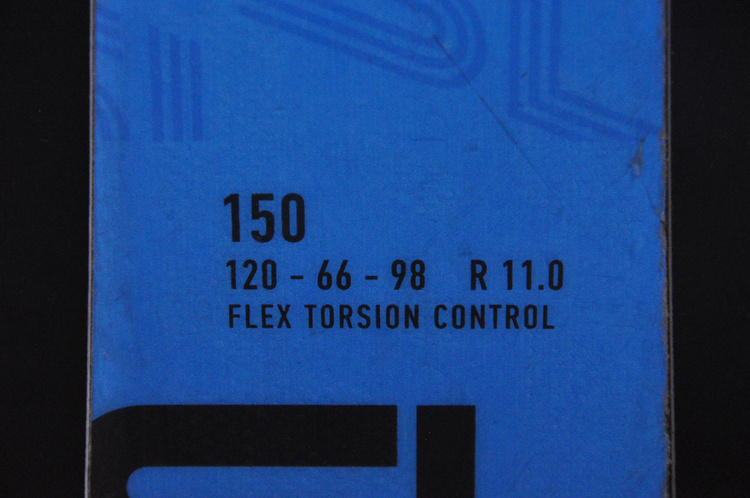 150
120 - 66 - 98 R 11.0
FLEX TORSION CONTROL